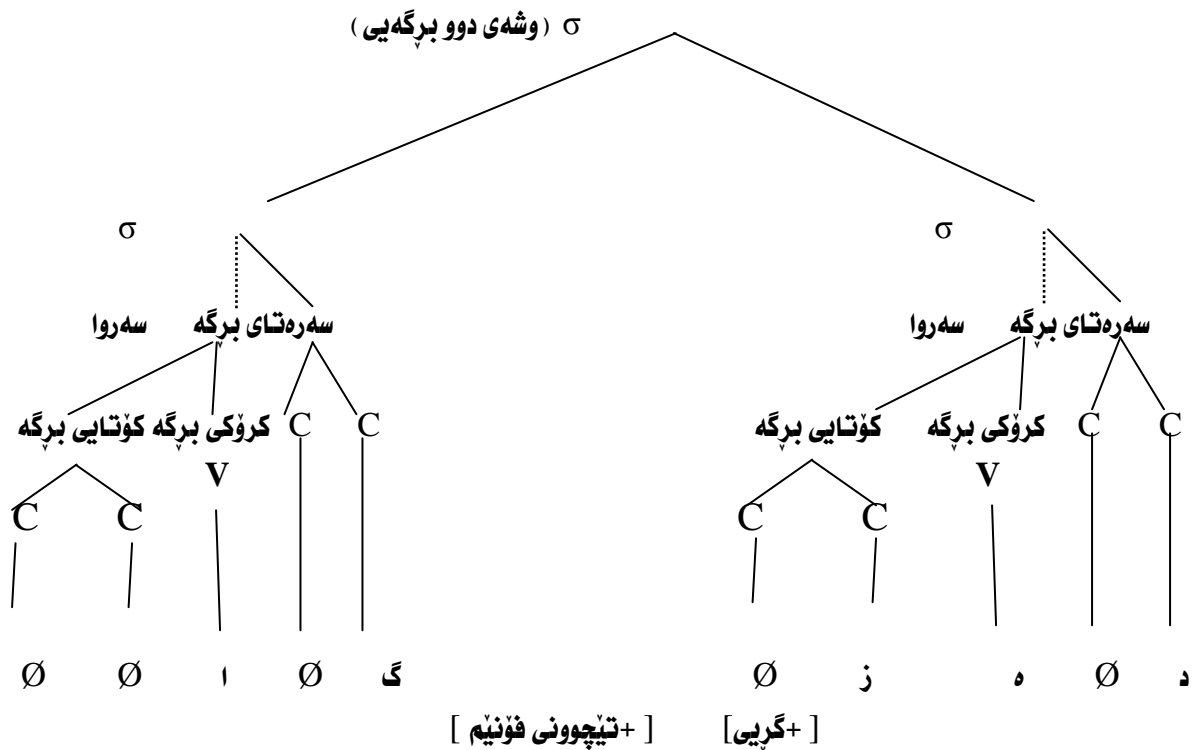 σ (وشەی دوو بڕگەیی)
σ σ
سەرەتای بڕگە سەروا سەرەتای بڕگە سەروا
C C کرۆکی بڕگە کۆتایی بڕگە C C کرۆکی بڕگە کۆتایی بڕگە
V V
C C C C
د Ø ە ز Ø گ Ø ا Ø Ø
[+گڕیی] [+تێچوونی فۆنێم]